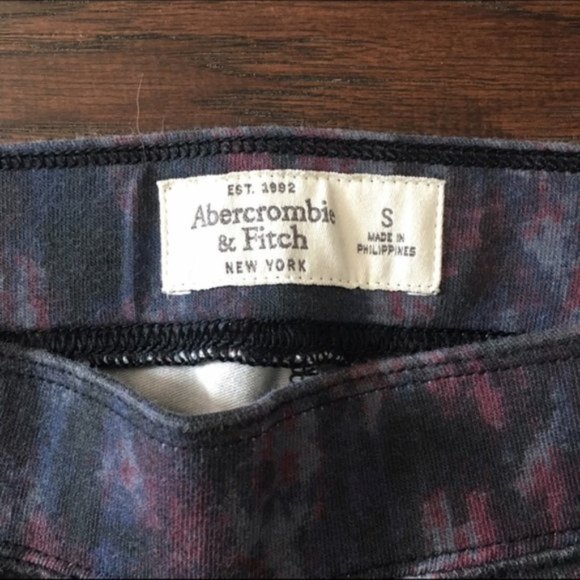 EST. 1892
Abercrombie
& Fitch
NEW YORK
S
MADE IN
PHILIPPINES